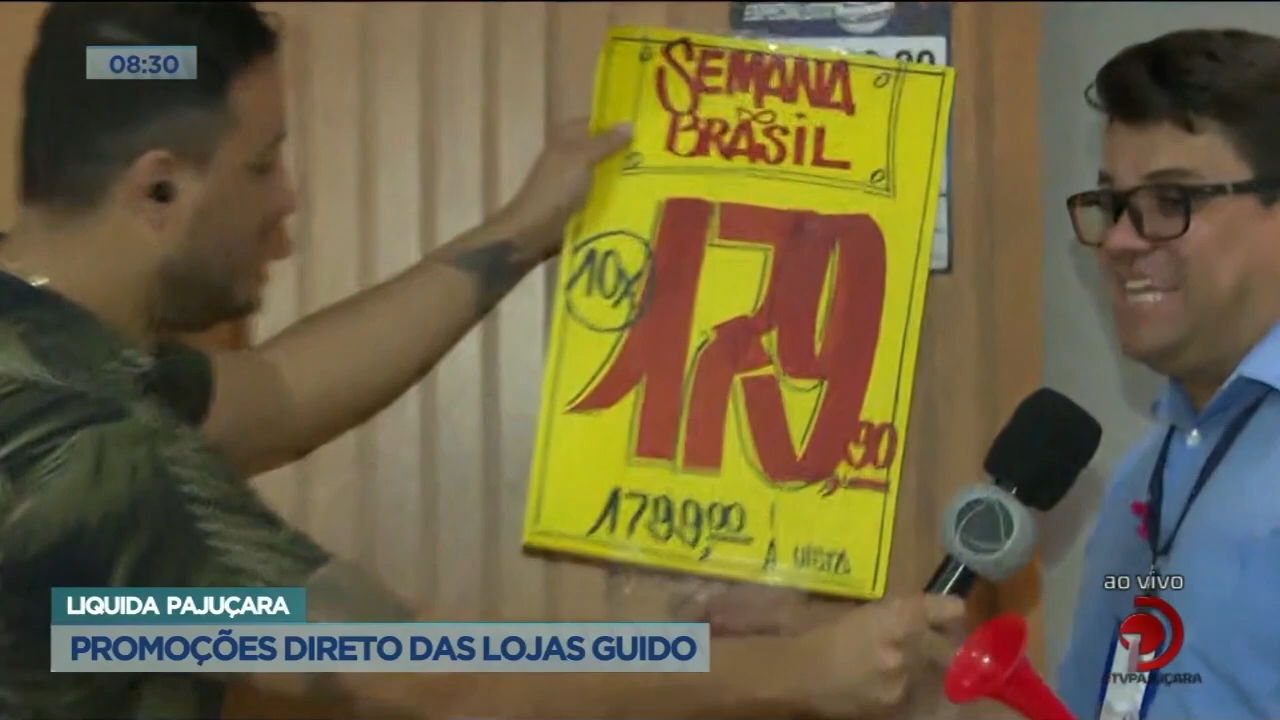 08:30
SEMANA
DO
BRASIL
10x
179,90
1799,00
À VISTA
LIQUIDA PAJUÇARA
PROMOÇÕES DIRETO DAS LOJAS GUIDO
ao vivo
TVPAJUÇARA